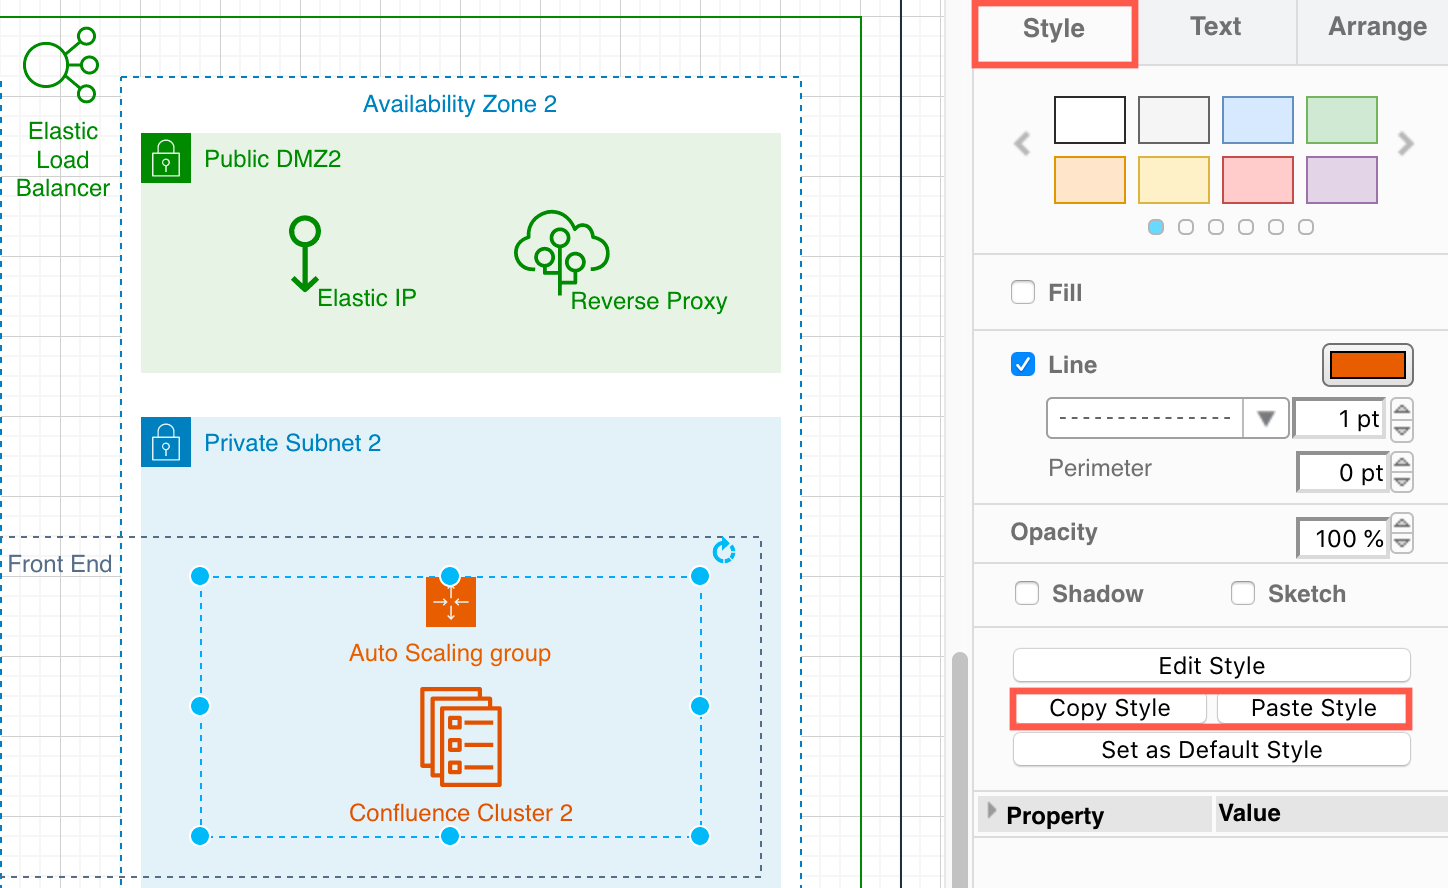 Elastic
Load
Balancer
Availability Zone 2
Public DMZ2
Elastic IP
Reverse Proxy
Private Subnet 2
Front End
Auto Scaling group
Confluence Cluster 2
Style
Text
Arrange
Fill
Line
1 pt
Perimeter
0 pt
Opacity
100 %
Shadow
Sketch
Edit Style
Copy Style
Paste Style
Set as Default Style
Property
Value